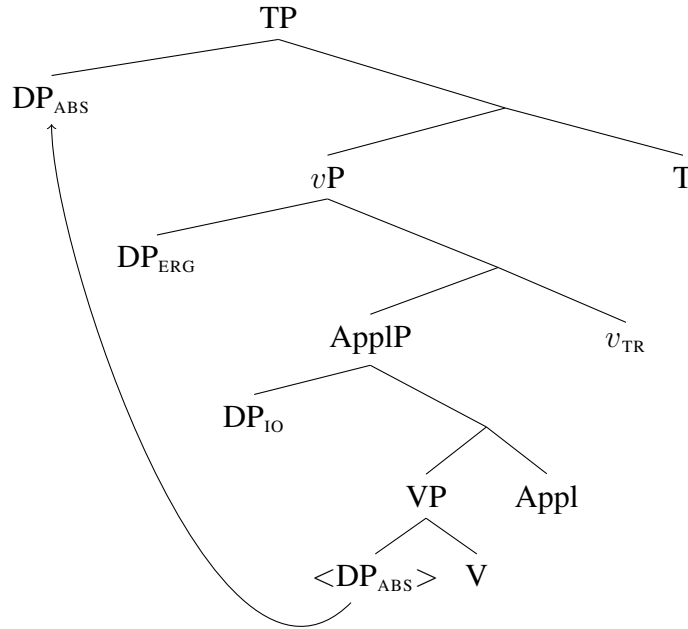 TP
DP_ABS
vP T
DP_ERG
ApplP v_TR
DP_IO
VP Appl
<DP_ABS> V